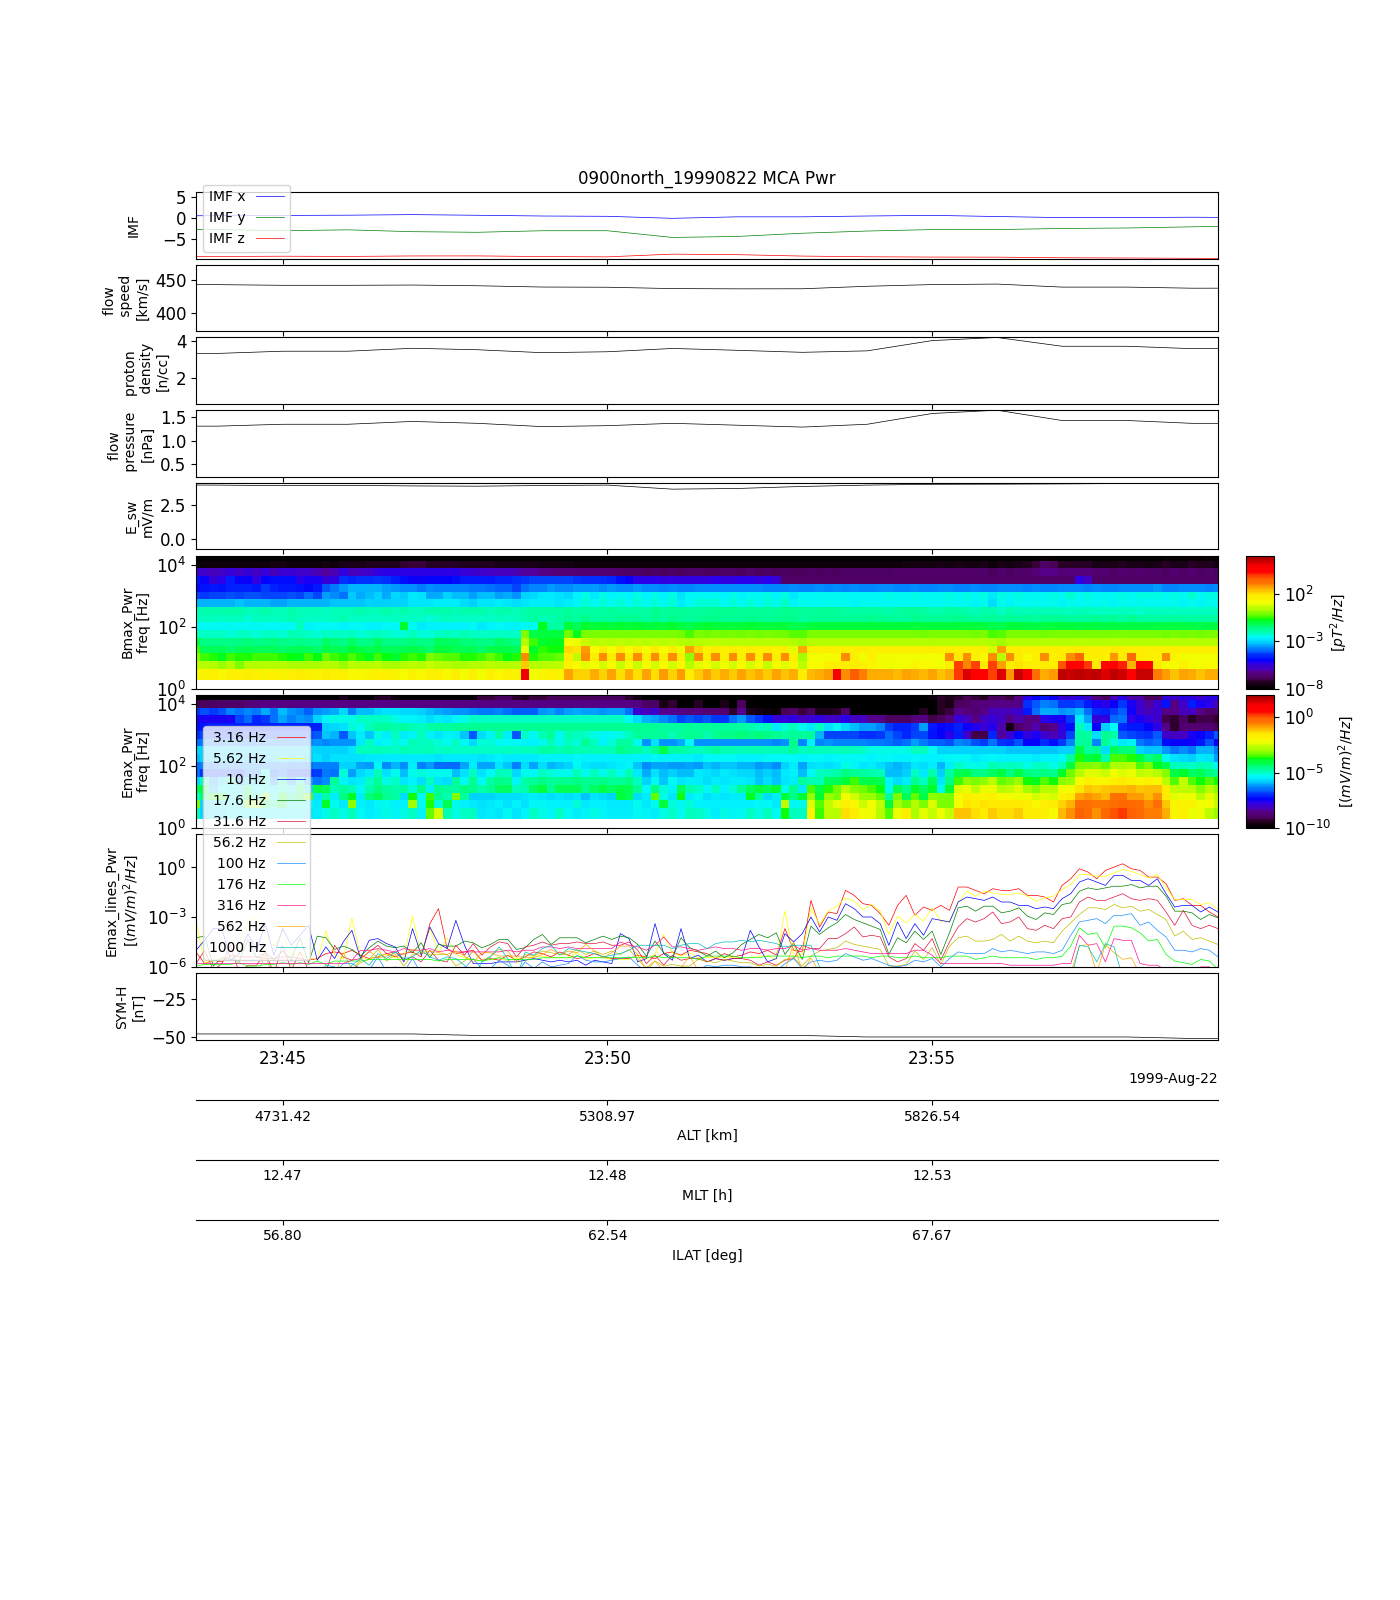 0900north_19990822 MCA Pwr
IMF
5
0
−5
IMF x
IMF y
IMF z
flow
speed
[km/s]
450
400
proton
density
[n/cc]
4
2
flow
pressure
[nPa]
1.5
1.0
0.5
E_sw
mV/m
2.5
0.0
Bmax_Pwr
freq [Hz]
10^4
10^2
10^0
10^2
10^−3
10^−8
[pT^2/Hz]
Emax_Pwr
freq [Hz]
10^4
10^2
10^0
10^0
10^−5
10^−10
[(mV/m)^2/Hz]
3.16 Hz
5.62 Hz
10 Hz
17.6 Hz
31.6 Hz
56.2 Hz
100 Hz
176 Hz
316 Hz
562 Hz
1000 Hz
Emax_lines_Pwr
[(mV/m)^2/Hz]
10^0
10^−3
10^−6
SYM-H
[nT]
−25
−50
23:45 23:50 23:55
1999-Aug-22
4731.42 5308.97 5826.54
ALT [km]
12.47 12.48 12.53
MLT [h]
56.80 62.54 67.67
ILAT [deg]